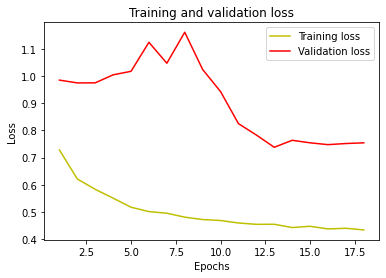 Training and validation loss
Training loss
Validation loss
1.1
1.0
0.9
0.8
0.7
0.6
0.5
0.4
Loss
2.5 5.0 7.5 10.0 12.5 15.0 17.5
Epochs